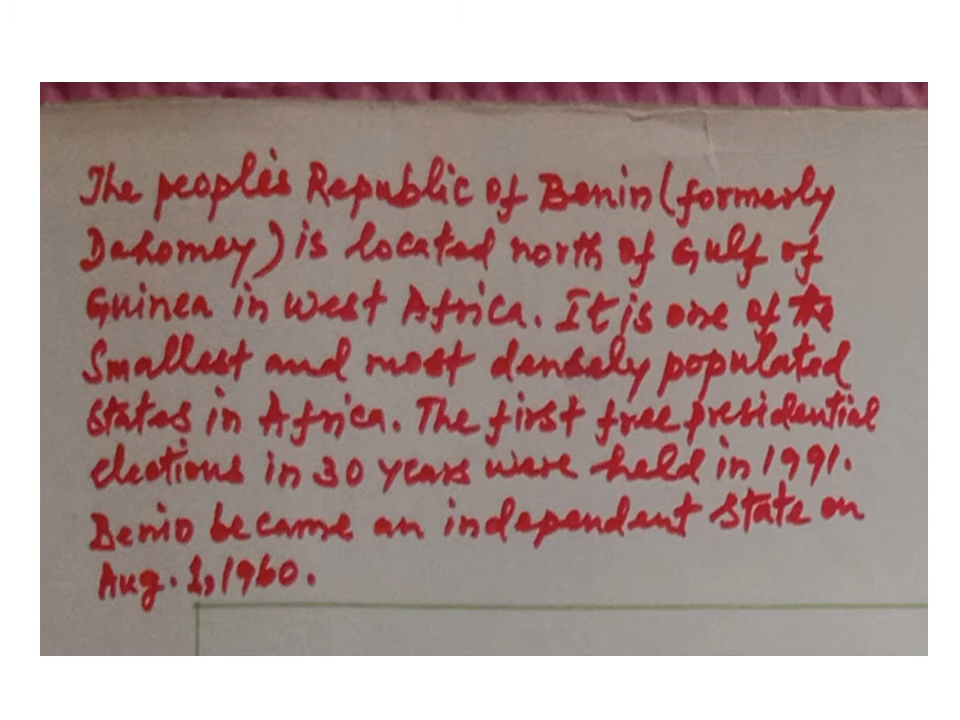 The people's Republic of Benin (formerly
Dahomey) is located north of Gulf of
Guinea in West Africa. It is one of the
Smallest and most densely populated
states in Africa. The first free presidential
elections in 30 years were held in 1991.
Benin became an independent state on
Aug. 1, 1960.